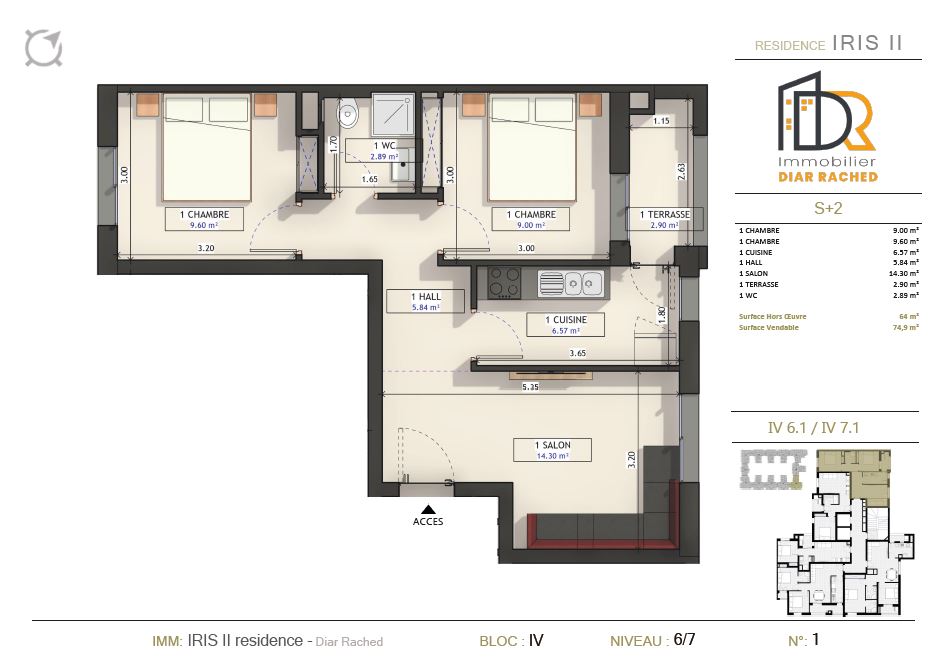 RESIDENCE IRIS II
DR
Immobilier
DIAR RACHED
S+2
1 CHAMBRE 9.00 m²
1 CHAMBRE 9.60 m²
1 CUISINE 6.57 m²
1 HALL 5.84 m²
1 SALON 14.30 m²
1 TERRASSE 2.90 m²
1 WC 2.89 m²
Surface Hors Œuvre 64 m²
Surface Vendable 74,9 m²
IV 6.1 / IV 7.1
3.00
1 CHAMBRE
9.60 m²
3.20
1.70
1 WC
2.89 m²
1.65
3.00
1 CHAMBRE
9.00 m²
3.00
1.15
2.63
1 TERRASSE
2.90 m²
1 HALL
5.84 m²
1 CUISINE
6.57 m²
1.80
3.65
5.35
1 SALON
14.30 m²
3.20
ACCES
IMM: IRIS II residence - Diar Rached
BLOC : IV
NIVEAU : 6/7
N°: 1